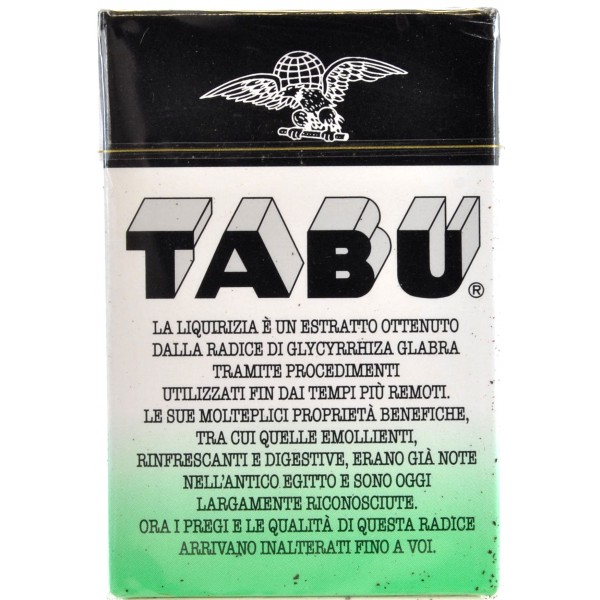 TABU®
LA LIQUIRIZIA È UN ESTRATTO OTTENUTO
DALLA RADICE DI GLYCYRRHIZA GLABRA
TRAMITE PROCEDIMENTI
UTILIZZATI FIN DAI TEMPI PIÙ REMOTI.
LE SUE MOLTEPLICI PROPRIETÀ BENEFICHE,
TRA CUI QUELLE EMOLLIENTI,
RINFRESCANTI E DIGESTIVE, ERANO GIÀ NOTE
NELL'ANTICO EGITTO E SONO OGGI
LARGAMENTE RICONOSCIUTE.
ORA I PREGI E LE QUALITÀ DI QUESTA RADICE
ARRIVANO INALTERATI FINO A VOI.